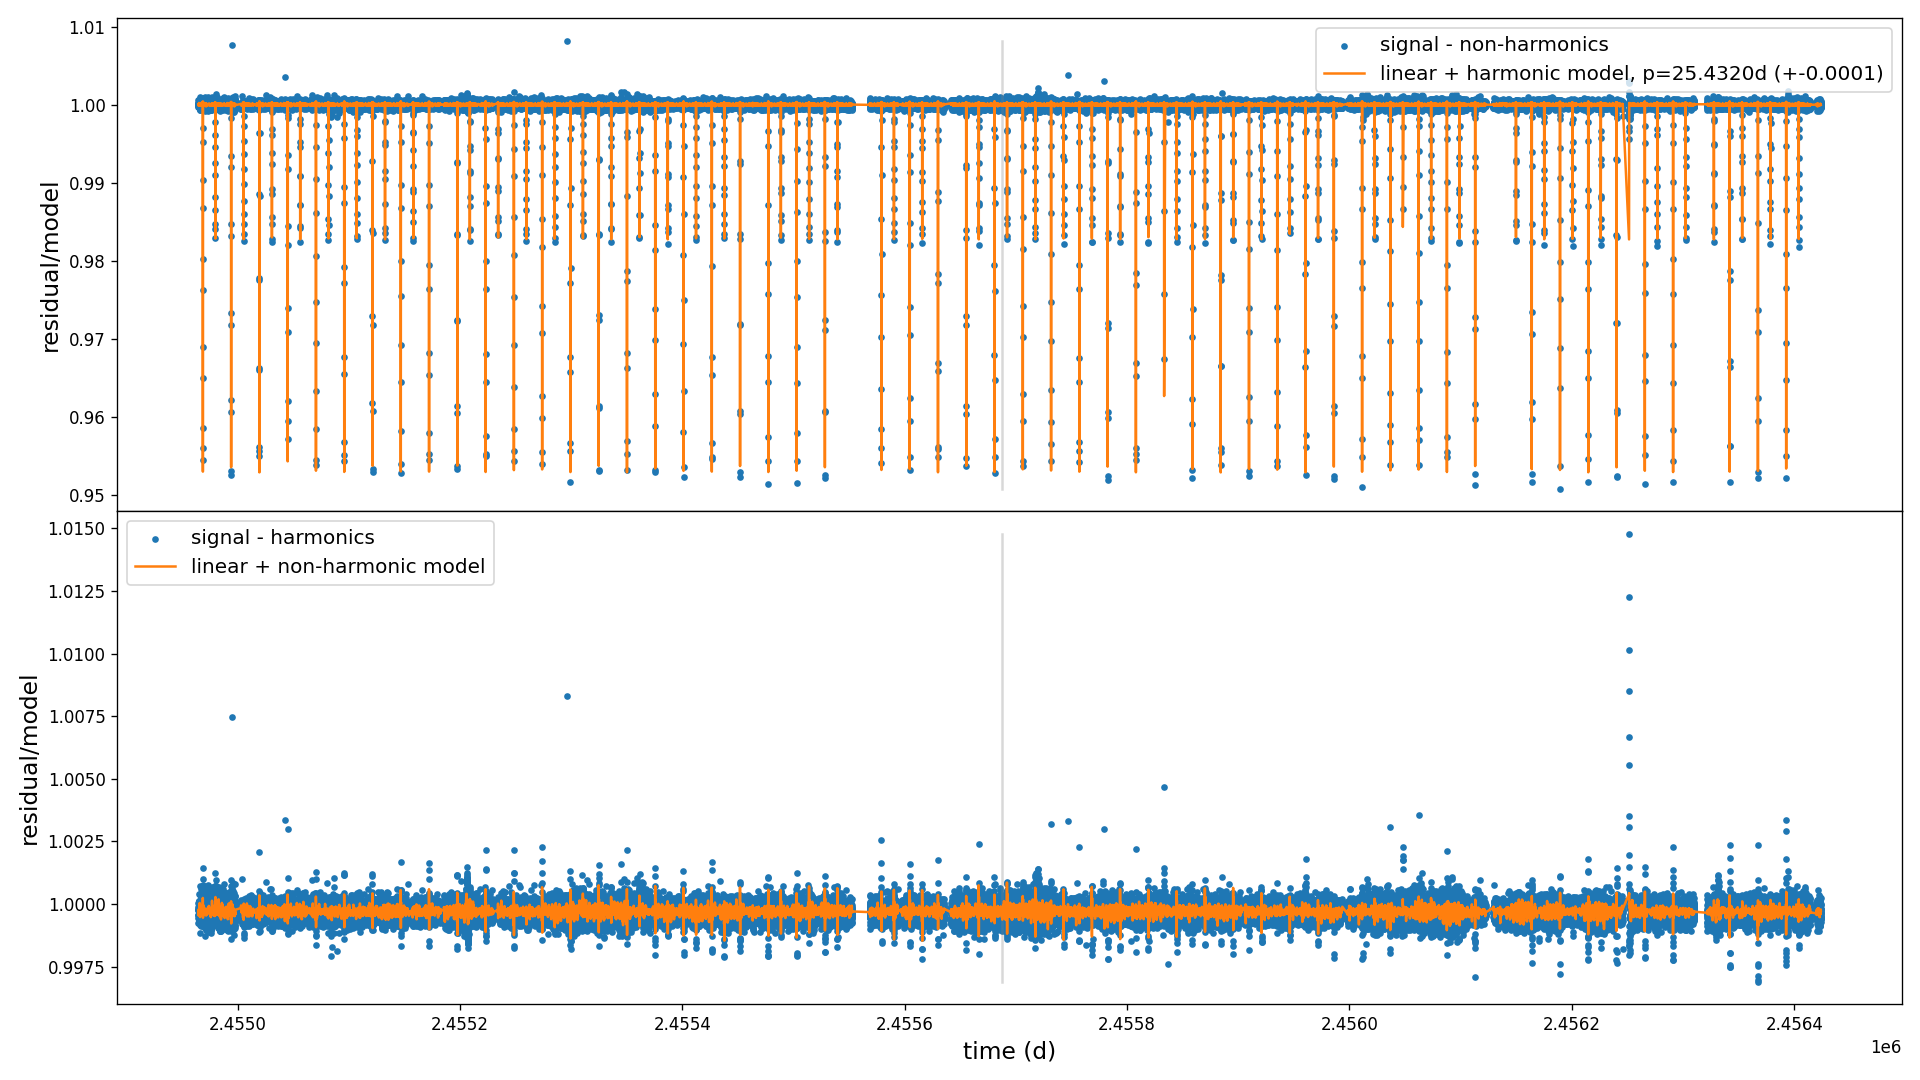 1.01
1.00
0.99
0.98
0.97
0.96
0.95
residual/model
signal - non-harmonics
linear + harmonic model, p=25.4320d (+-0.0001)
1.0150
1.0125
1.0100
1.0075
1.0050
1.0025
1.0000
0.9975
residual/model
signal - harmonics
linear + non-harmonic model
2.4550 2.4552 2.4554 2.4556 2.4558 2.4560 2.4562 2.4564
1e6
time (d)